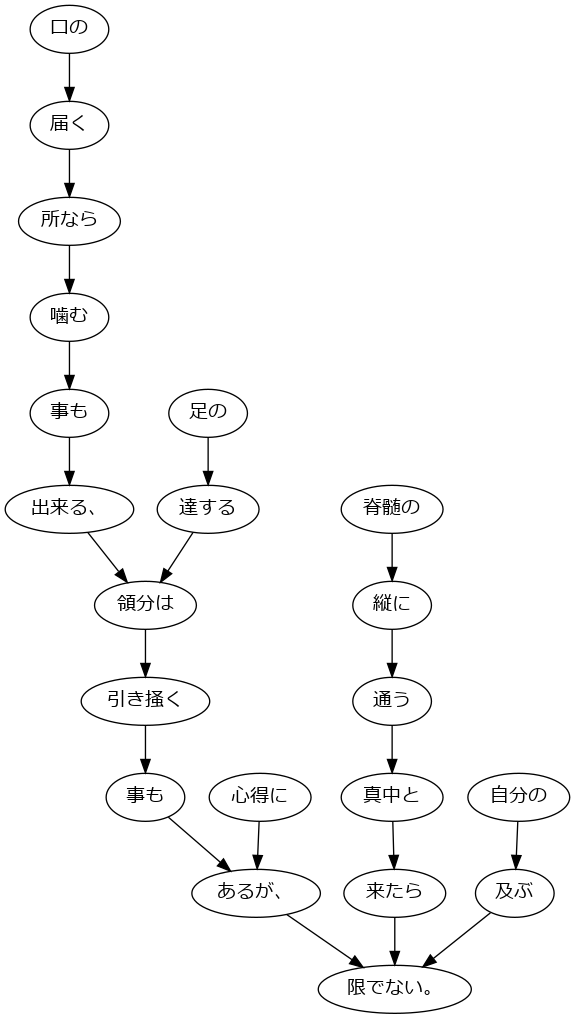 口の
届く
所なら
噛む
事も
足の
出来る、
達する
脊髄の
領分は
縦に
引き掻く
通う
事も
心得に
真中と
自分の
あるが、
来たら
及ぶ
限でない。